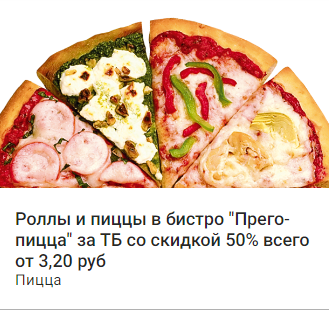 Роллы и пиццы в бистро "Прего-
пицца" за ТБ со скидкой 50% всего
от 3,20 руб
Пицца